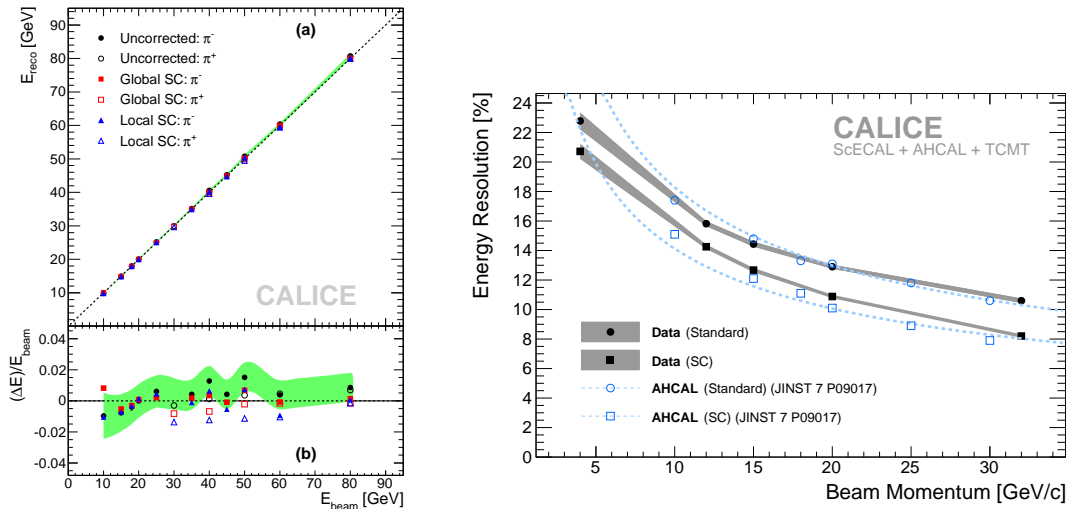 E_reco [GeV]
90
80
70
60
50
40
30
20
10
(a)
Uncorrected: π⁻
Uncorrected: π⁺
Global SC: π⁻
Global SC: π⁺
Local SC: π⁻
Local SC: π⁺
CALICE
(ΔE)/E_beam
0.04
0.02
0
-0.02
-0.04
(b)
0 10 20 30 40 50 60 70 80 90
E_beam [GeV]
Energy Resolution [%]
24
22
20
18
16
14
12
10
8
6
4
2
0
CALICE
ScECAL + AHCAL + TCMT
Data (Standard)
Data (SC)
AHCAL (Standard) (JINST 7 P09017)
AHCAL (SC) (JINST 7 P09017)
5 10 15 20 25 30
Beam Momentum [GeV/c]